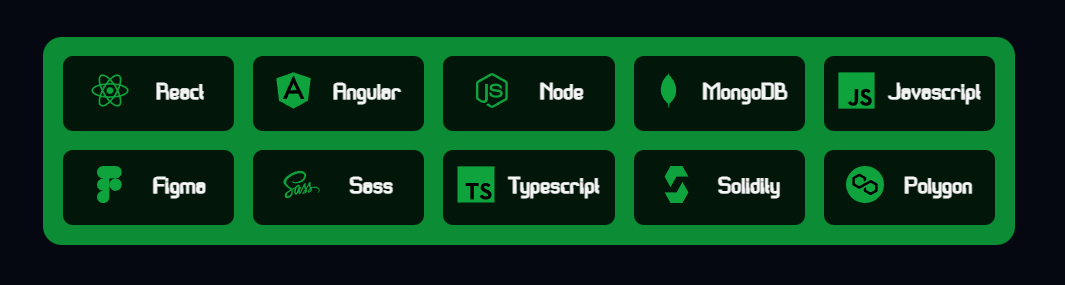 React
Angular
Node
MongoDB
JS
Javascript
Figma
Sass
Sass
TS
Typescript
Solidity
Polygon